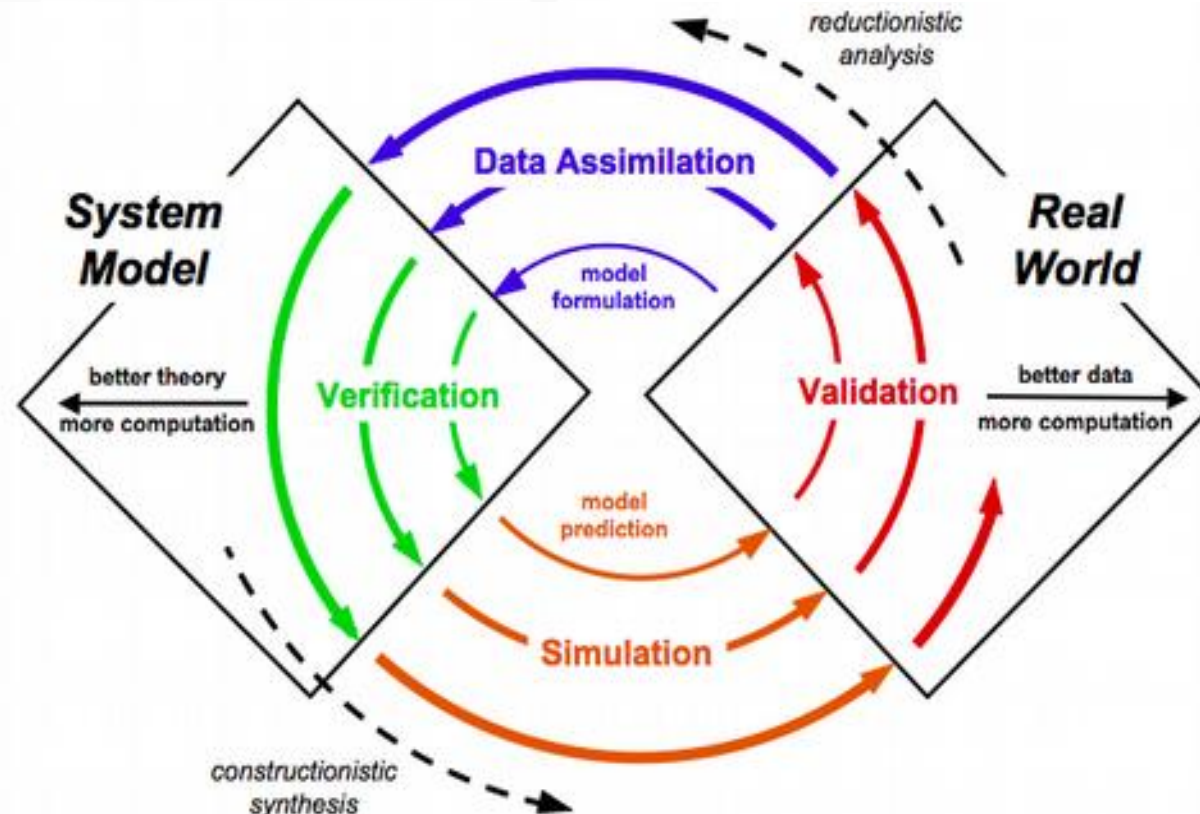 reductionistic
analysis
Data Assimilation
System
Model
Real
World
model
formulation
better theory
more computation
Verification
Validation
better data
more computation
model
prediction
Simulation
constructionistic
synthesis